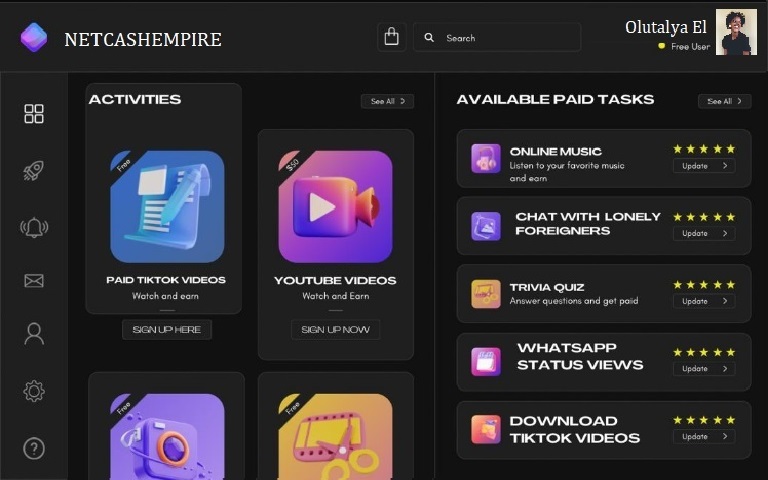 NETCASHEMPIRE
Search
Olutalya El
Free User
ACTIVITIES
See All
Free
PAID TIKTOK VIDEOS
Watch and earn
SIGN UP HERE
$50
YOUTUBE VIDEOS
Watch and Earn
SIGN UP NOW
Free
Free
AVAILABLE PAID TASKS
See All
ONLINE MUSIC
Listen to your favorite music
and earn
Update
CHAT WITH LONELY
FOREIGNERS
Update
TRIVIA QUIZ
Answer questions and get paid
Update
WHATSAPP
STATUS VIEWS
Update
DOWNLOAD
TIKTOK VIDEOS
Update